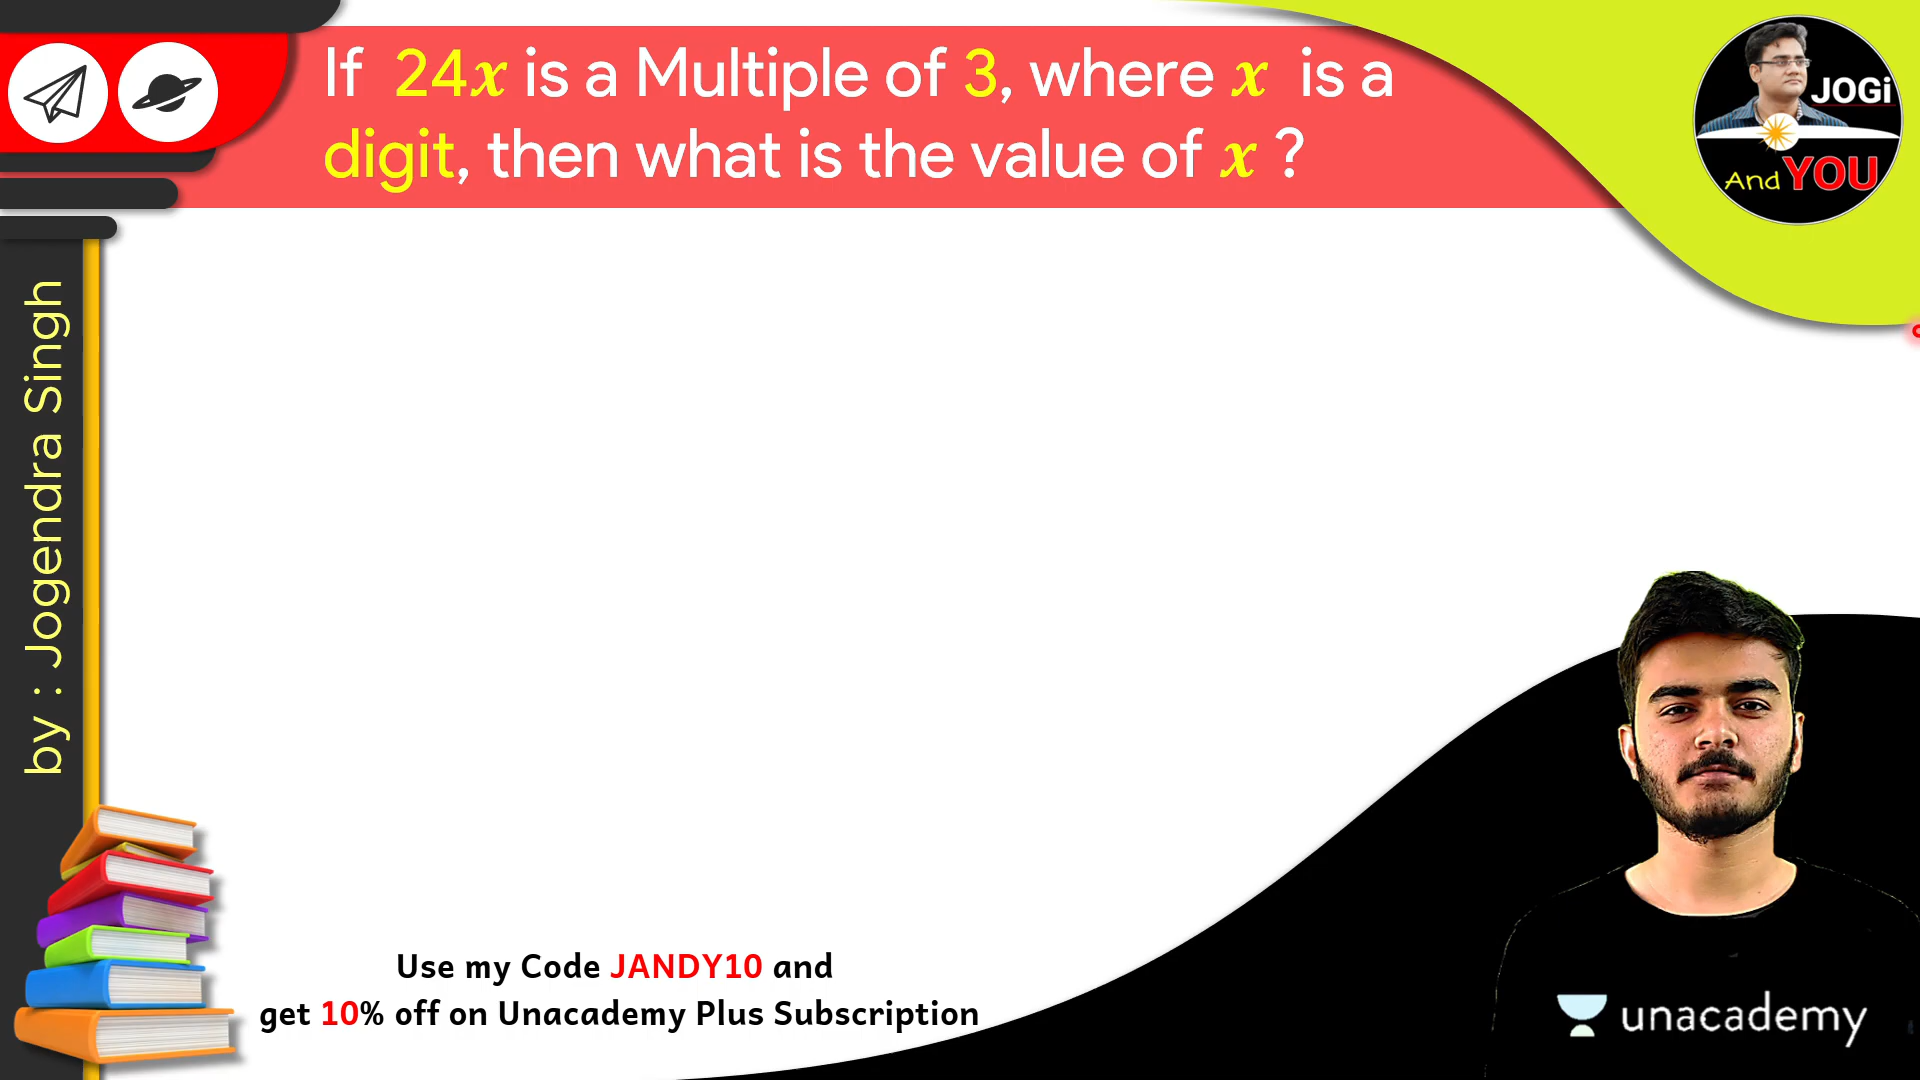 If 24x is a Multiple of 3, where x is a
digit, then what is the value of x ?
JOGi
And YOU
by : Jogendra Singh
Use my Code JANDY10 and
get 10% off on Unacademy Plus Subscription
unacademy